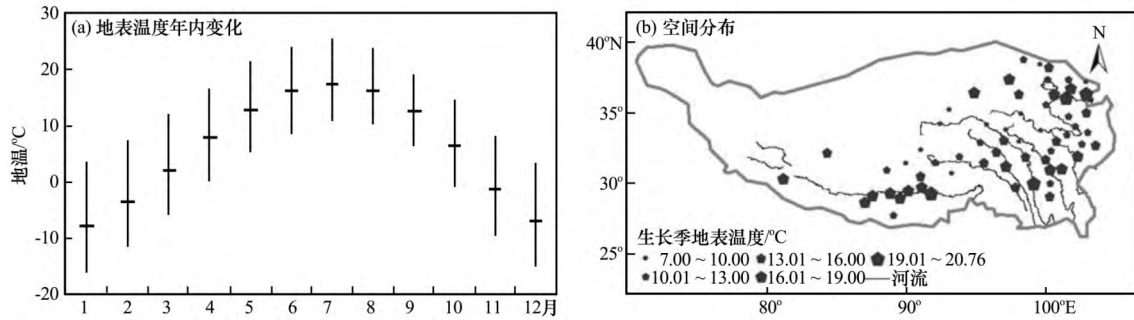 (a) 地表温度年内变化
30
20
10
0
-10
-20
地温/℃
1 2 3 4 5 6 7 8 9 10 11 12月
(b) 空间分布
N
40°N
35°
30°
25°
生长季地表温度/℃
7.00～10.00 13.01～16.00 19.01～20.76
10.01～13.00 16.01～19.00 河流
80° 90° 100°E